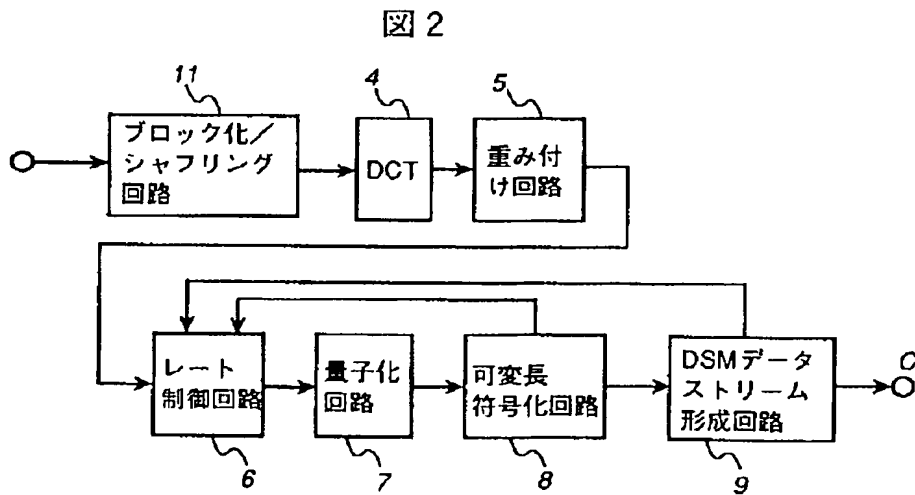 図2
11
ブロック化／
シャフリング
回路
4
DCT
5
重み付
け回路
レート
制御回路
6
量子化
回路
7
可変長
符号化回路
8
DSMデータ
ストリーム
形成回路
9
C